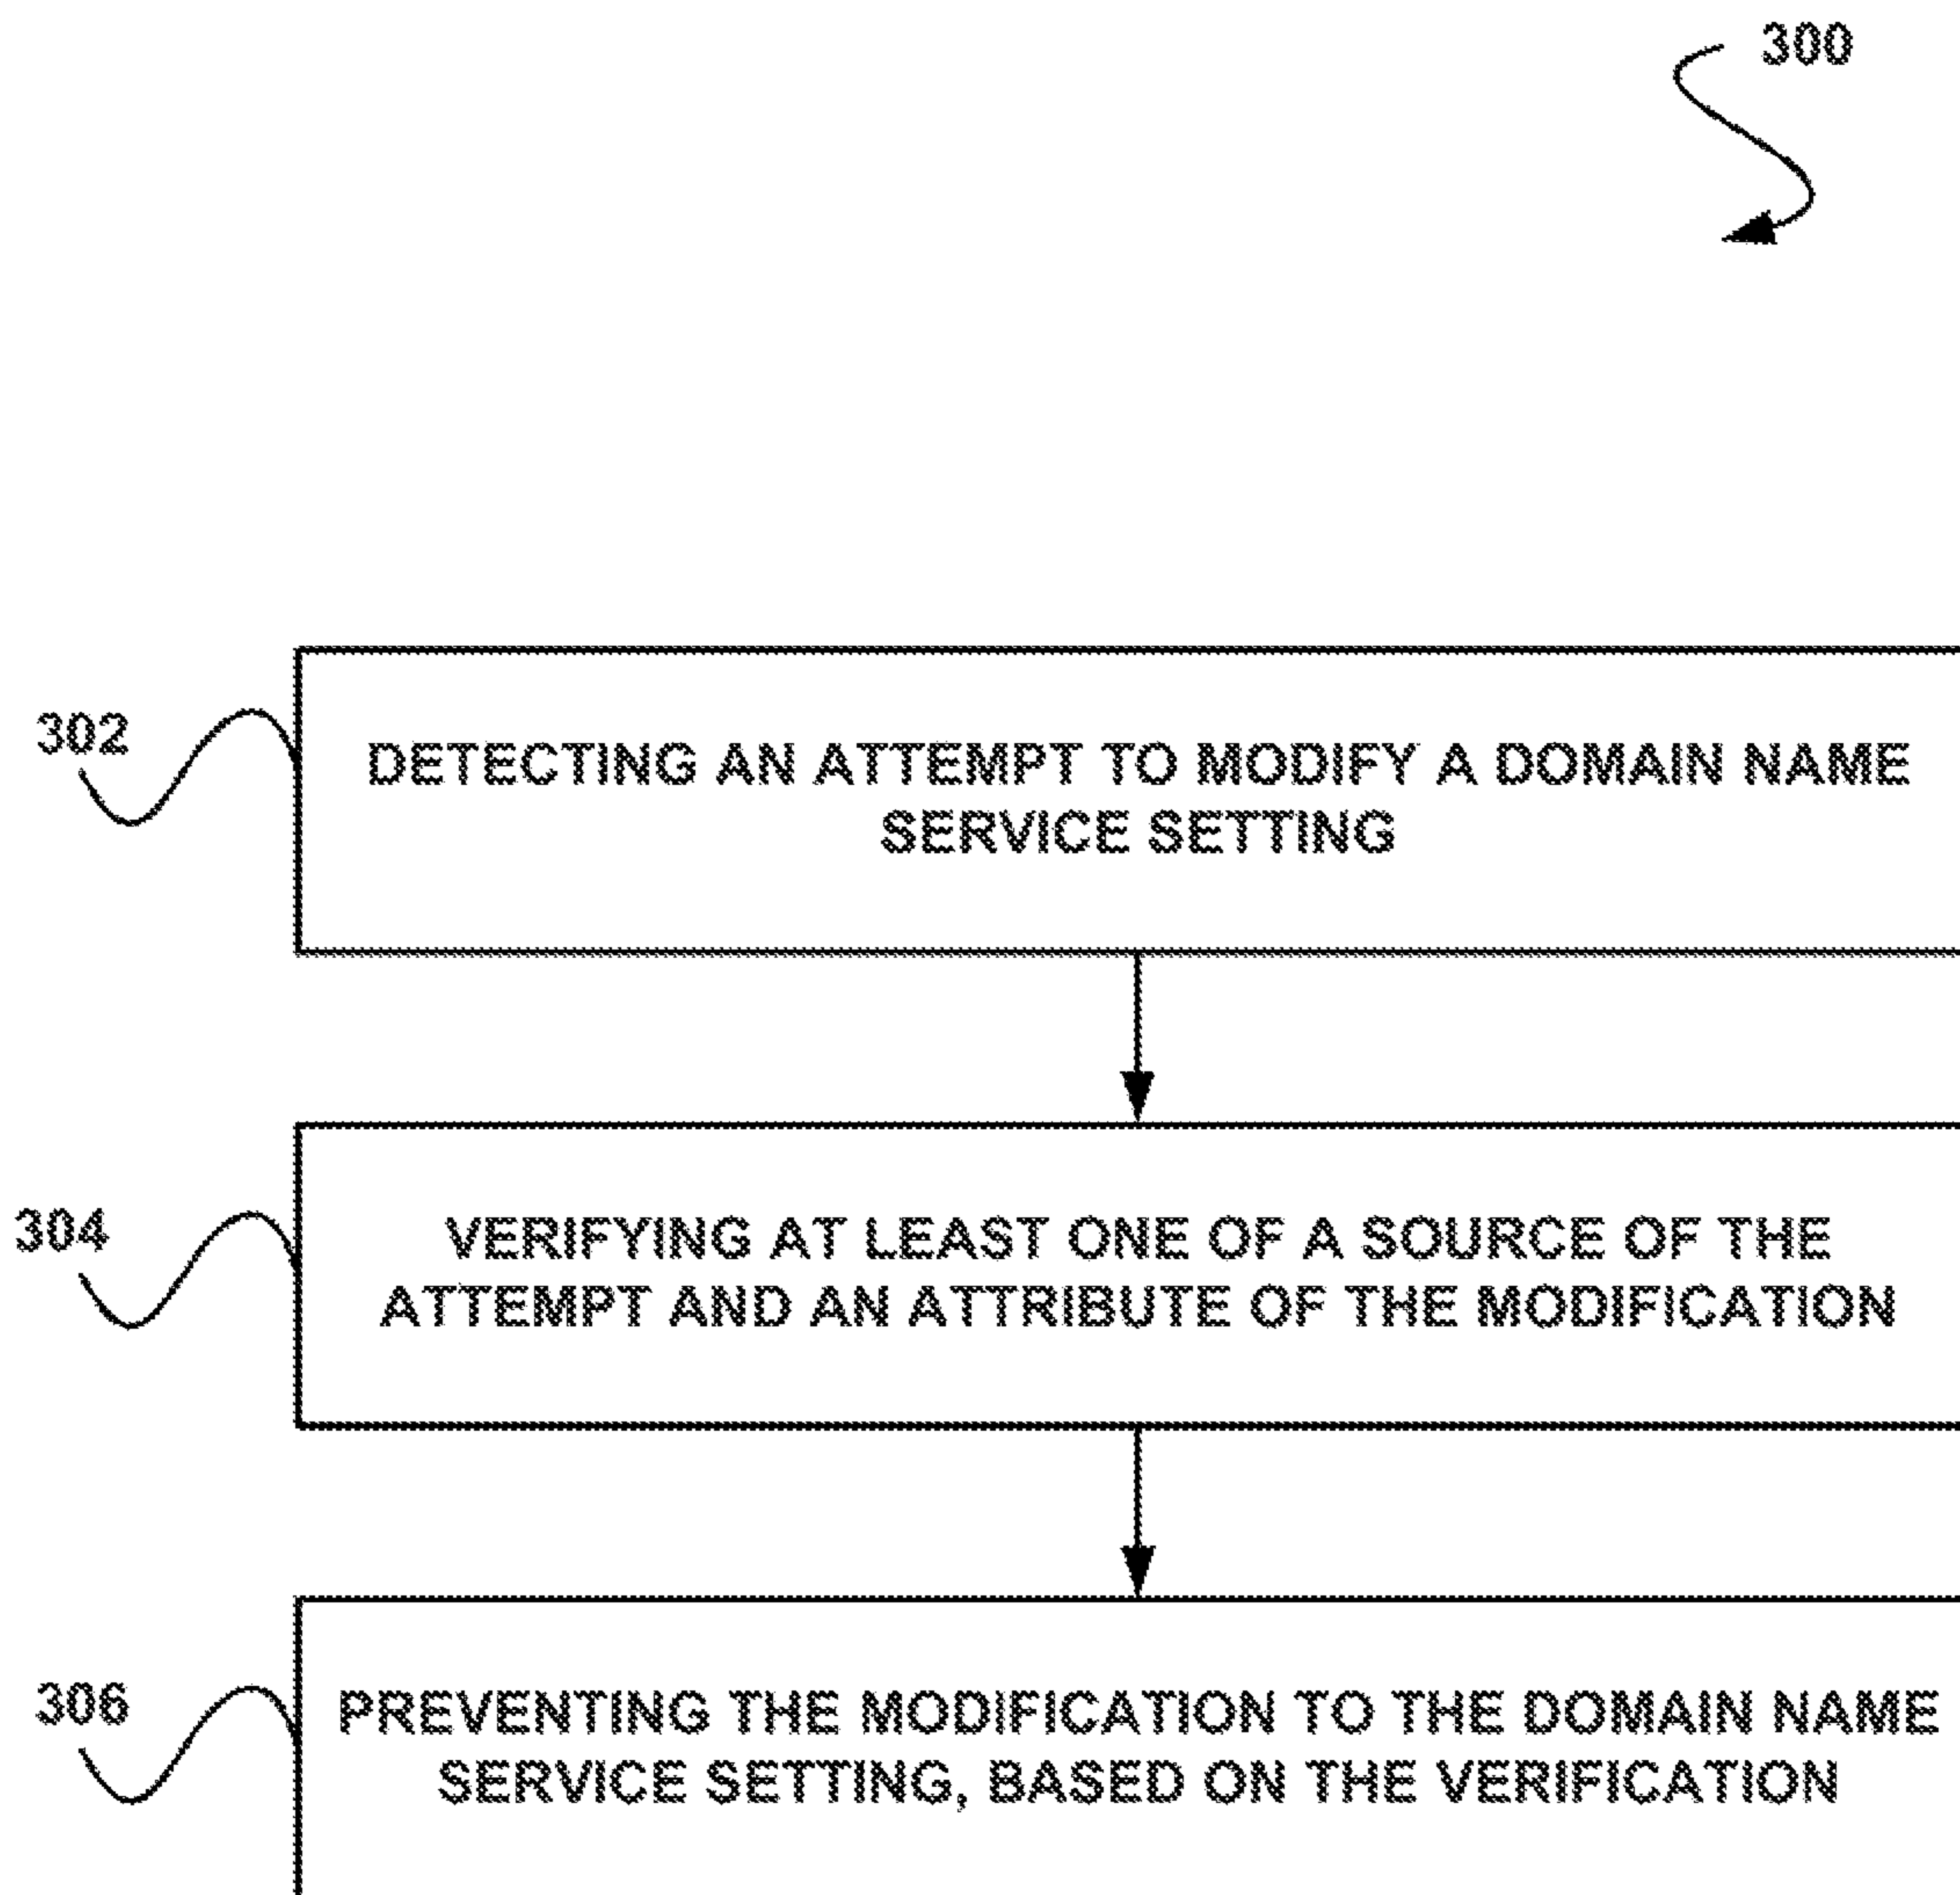 300
302
DETECTING AN ATTEMPT TO MODIFY A DOMAIN NAME
SERVICE SETTING
304
VERIFYING AT LEAST ONE OF A SOURCE OF THE
ATTEMPT AND AN ATTRIBUTE OF THE MODIFICATION
306
PREVENTING THE MODIFICATION TO THE DOMAIN NAME
SERVICE SETTING, BASED ON THE VERIFICATION